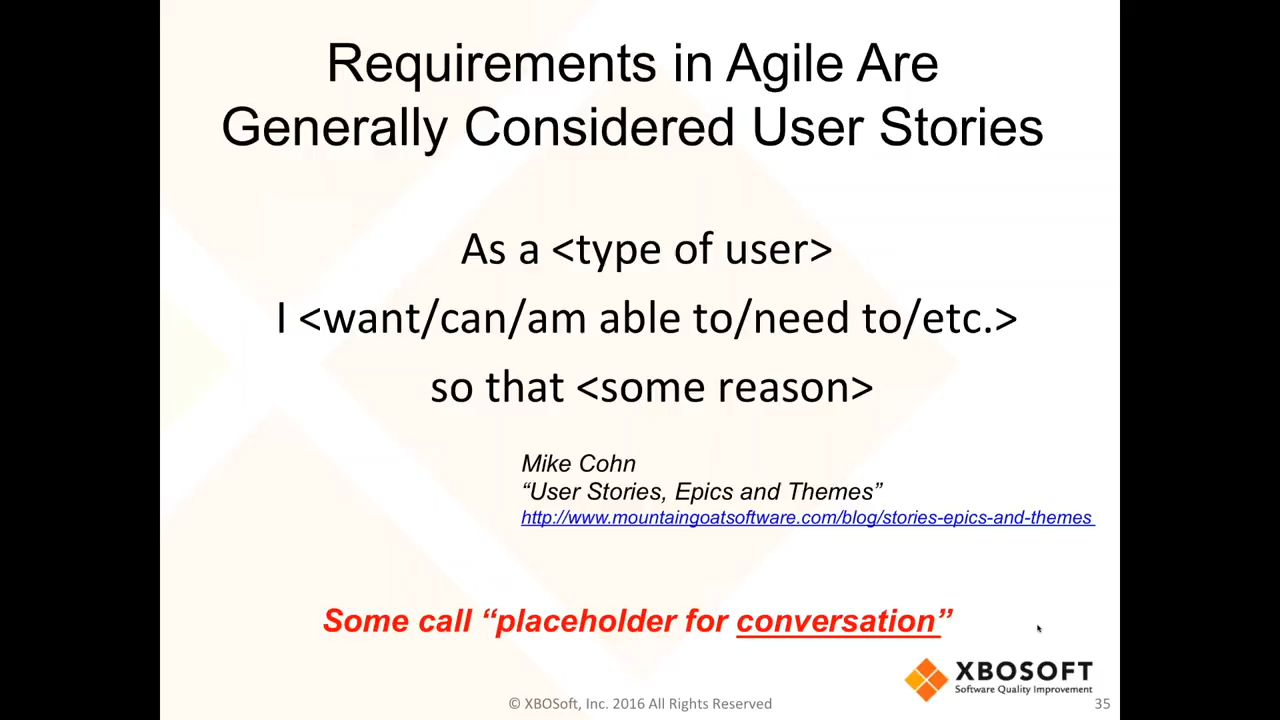 Requirements in Agile Are
Generally Considered User Stories
As a <type of user>
I <want/can/am able to/need to/etc.>
so that <some reason>
Mike Cohn
“User Stories, Epics and Themes”
http://www.mountaingoatsoftware.com/blog/stories-epics-and-themes
Some call “placeholder for conversation”
XBOSOFT
Software Quality Improvement
© XBOSoft, Inc. 2016 All Rights Reserved
35